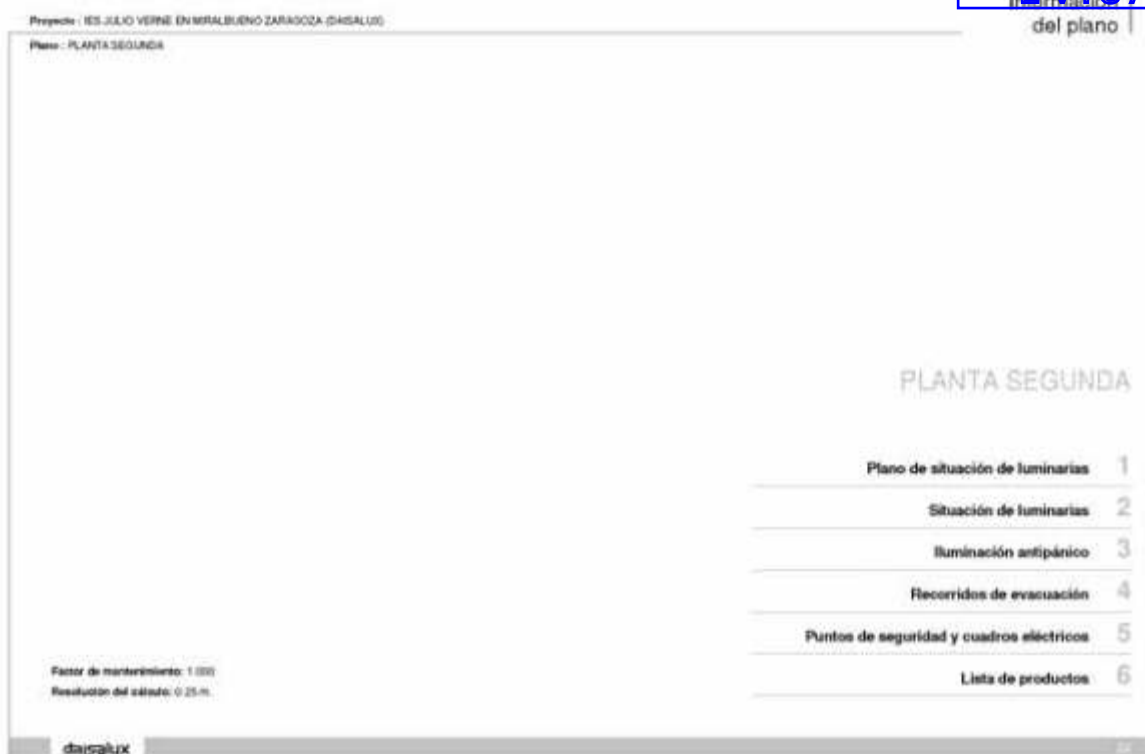 Proyecto : IES JULIO VERNE EN MIRALBUENO ZARAGOZA (DAISALUX)
Plano : PLANTA SEGUNDA
del plano
PLANTA SEGUNDA
Plano de situación de luminarias 1
Situación de luminarias 2
Iluminación antipánico 3
Recorridos de evacuación 4
Puntos de seguridad y cuadros eléctricos 5
Lista de productos 6
Factor de mantenimiento: 1.000
Resolución del cálculo: 0.25 m.
daisalux